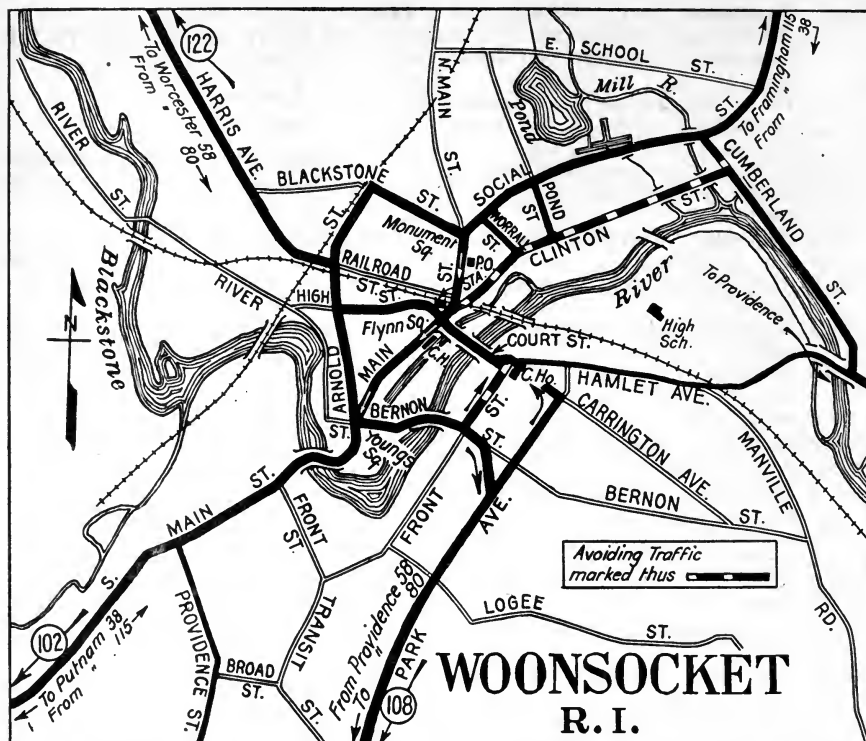 122
To Worcester 58
From " 80
HARRIS AVE.
RIVER ST.
BLACKSTONE ST.
N. MAIN ST.
E. SCHOOL ST.
Mill R.
Pond
To Framingham 115
From " 38
SOCIAL ST.
CUMBERLAND ST.
POND ST.
WORRALL ST.
CLINTON ST.
Monument Sq.
P.O.
STA.
RAILROAD ST.
HIGH ST.
RIVER
ST.
Blackstone
River
N
Flynn Sq.
C.H.
MAIN ST.
COURT ST.
High Sch.
To Providence
C.Ho.
HAMLET AVE.
ARNOLD ST.
BERNON ST.
Youngs Sq.
CARRINGTON AVE.
MANVILLE RD.
BERNON ST.
S. MAIN ST.
FRONT ST.
FRONT ST.
TRANSIT ST.
PROVIDENCE ST.
BROAD ST.
LOGEE ST.
PARK AVE.
Avoiding Traffic
marked thus
102
To Putnam 38
From " 115
From Providence 58
To " 80
108
WOONSOCKET
R. I.